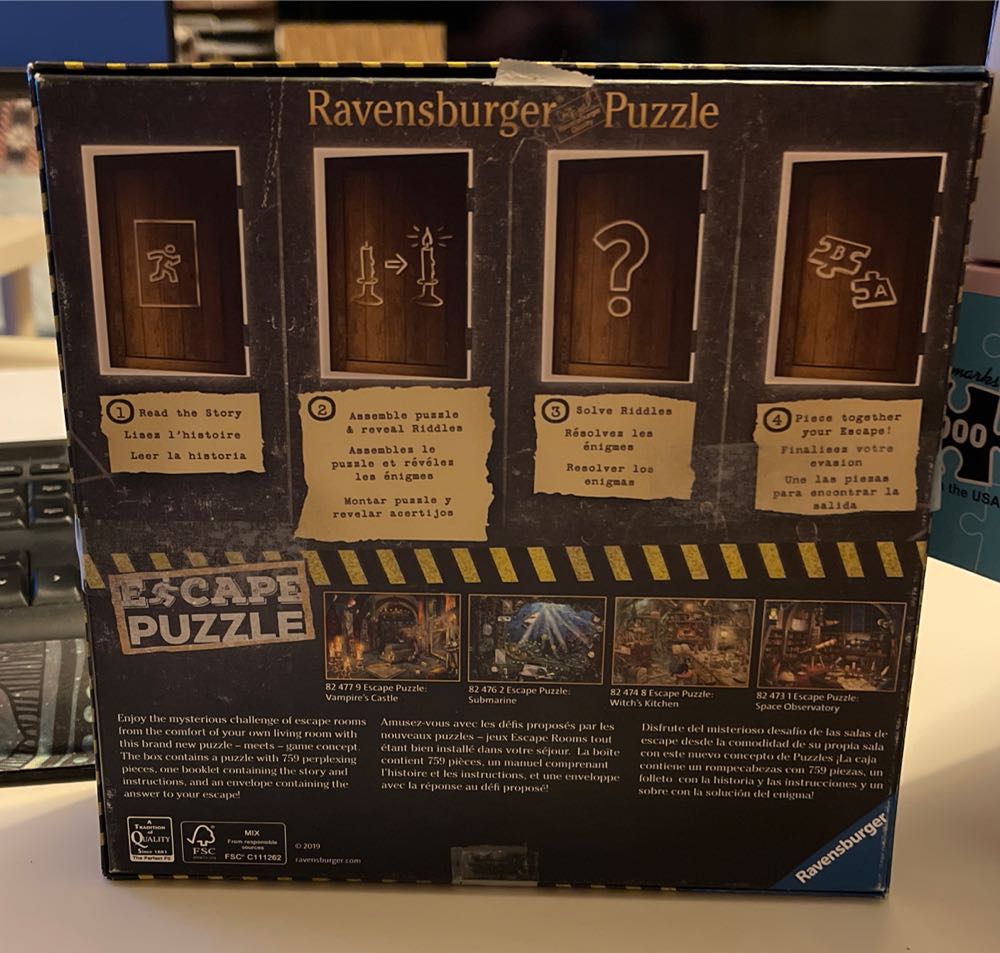 Ravensburger Puzzle
B
A
1 Read the Story
Lisez l'histoire
Leer la historia
2 Assemble puzzle
& reveal Riddles
Assemblez le
puzzle et révélez
les énigmes
Montar puzzle y
revelar acertijos
3 Solve Riddles
Résolvez les
énigmes
Resolver los
enigmas
4 Piece together
your Escape!
Finalisez votre
evasion
Une las piezas
para encontrar la
salida
ESCAPE
PUZZLE
82 477 9 Escape Puzzle:
Vampire's Castle
82 476 2 Escape Puzzle:
Submarine
82 474 8 Escape Puzzle:
Witch's Kitchen
82 473 1 Escape Puzzle:
Space Observatory
Enjoy the mysterious challenge of escape rooms
from the comfort of your own living room with
this brand new puzzle – meets – game concept.
The box contains a puzzle with 759 perplexing
pieces, one booklet containing the story and
instructions, and an envelope containing the
answer to your escape!
Amusez-vous avec les défis proposés par les
nouveaux puzzles – jeux Escape Rooms tout
étant bien installé dans votre séjour. La boîte
contient 759 pièces, un manuel comprenant
l'histoire et les instructions, et une enveloppe
avec la réponse au défi proposé!
Disfrute del misterioso desafío de las salas de
escape desde la comodidad de su propia sala
con este nuevo concepto de Puzzles ¡La caja
contiene un rompecabezas con 759 piezas, un
folleto con la historia y las instrucciones y un
sobre con la solución del enigma!
A
TRADITION
of
QUALITY
Since 1883
The Perfect Fit
FSC
MIX
From responsible
sources
FSC® C111262
© 2019
ravensburger.com
Ravensburger
marks
000
the USA